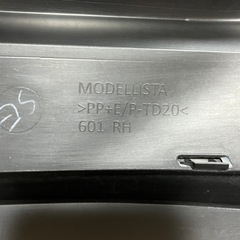 MODELLISTA
>PP+E/P-TD20<
601 RH